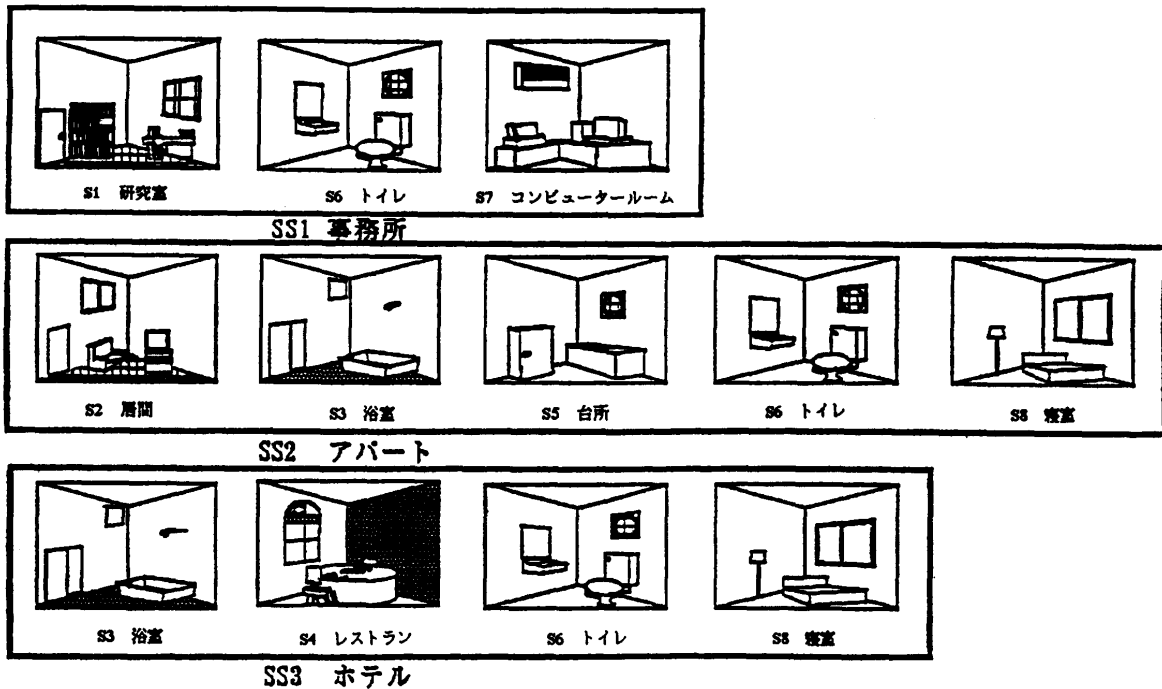 S1 研究室
S6 トイレ
S7 コンピュータールーム
SS1 事務所
S2 居間
S3 浴室
S5 台所
S6 トイレ
S8 寝室
SS2 アパート
S3 浴室
S4 レストラン
S6 トイレ
S8 寝室
SS3 ホテル